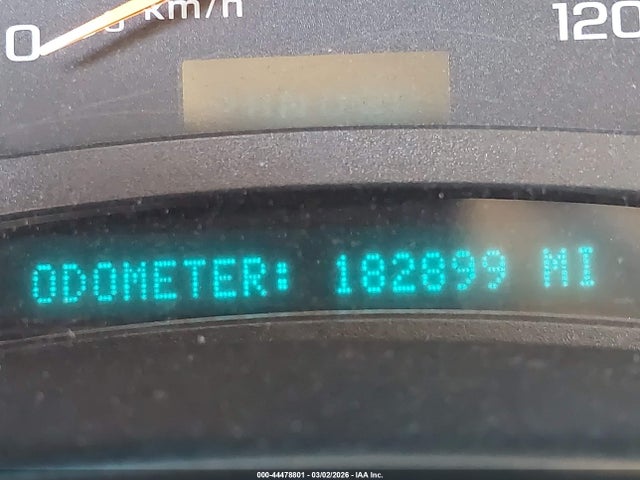 0 km/h 120
ODOMETER: 182899 MI
000-44478801 - 03/02/2026 - IAA Inc.